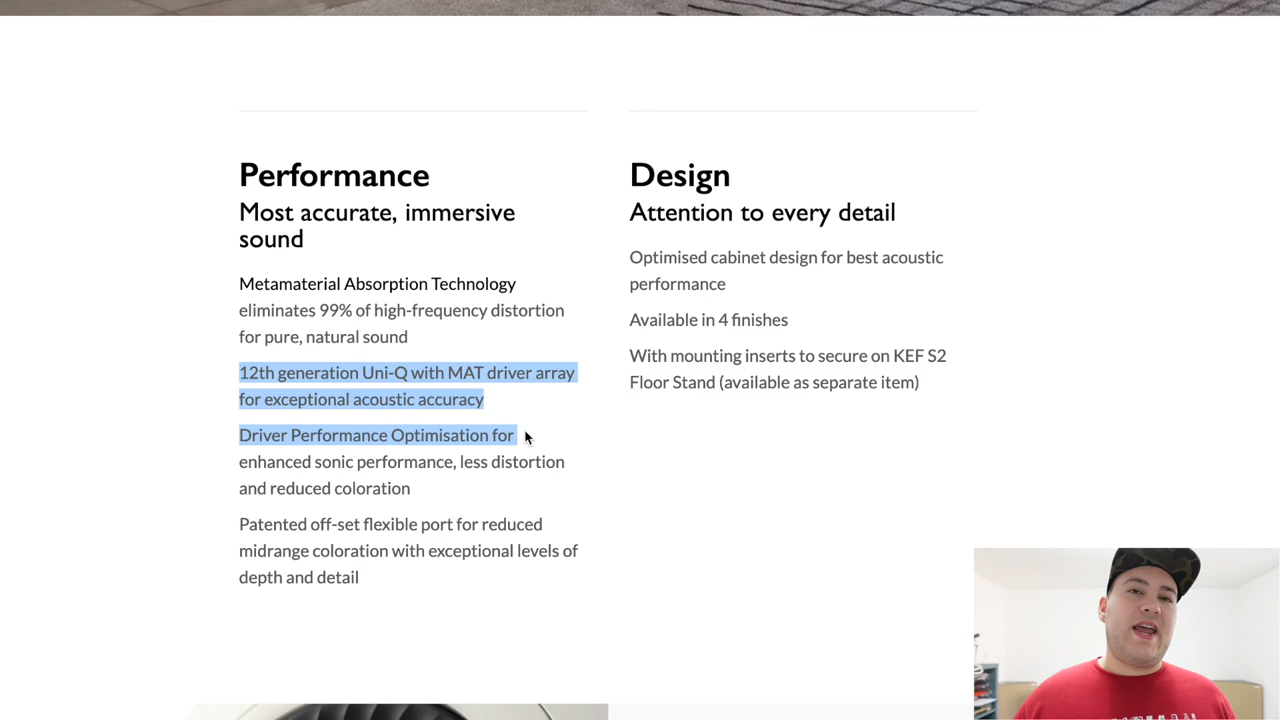 Performance
Most accurate, immersive
sound
Metamaterial Absorption Technology
eliminates 99% of high-frequency distortion
for pure, natural sound
12th generation Uni-Q with MAT driver array
for exceptional acoustic accuracy
Driver Performance Optimisation for
enhanced sonic performance, less distortion
and reduced coloration
Patented off-set flexible port for reduced
midrange coloration with exceptional levels of
depth and detail
Design
Attention to every detail
Optimised cabinet design for best acoustic
performance
Available in 4 finishes
With mounting inserts to secure on KEF S2
Floor Stand (available as separate item)